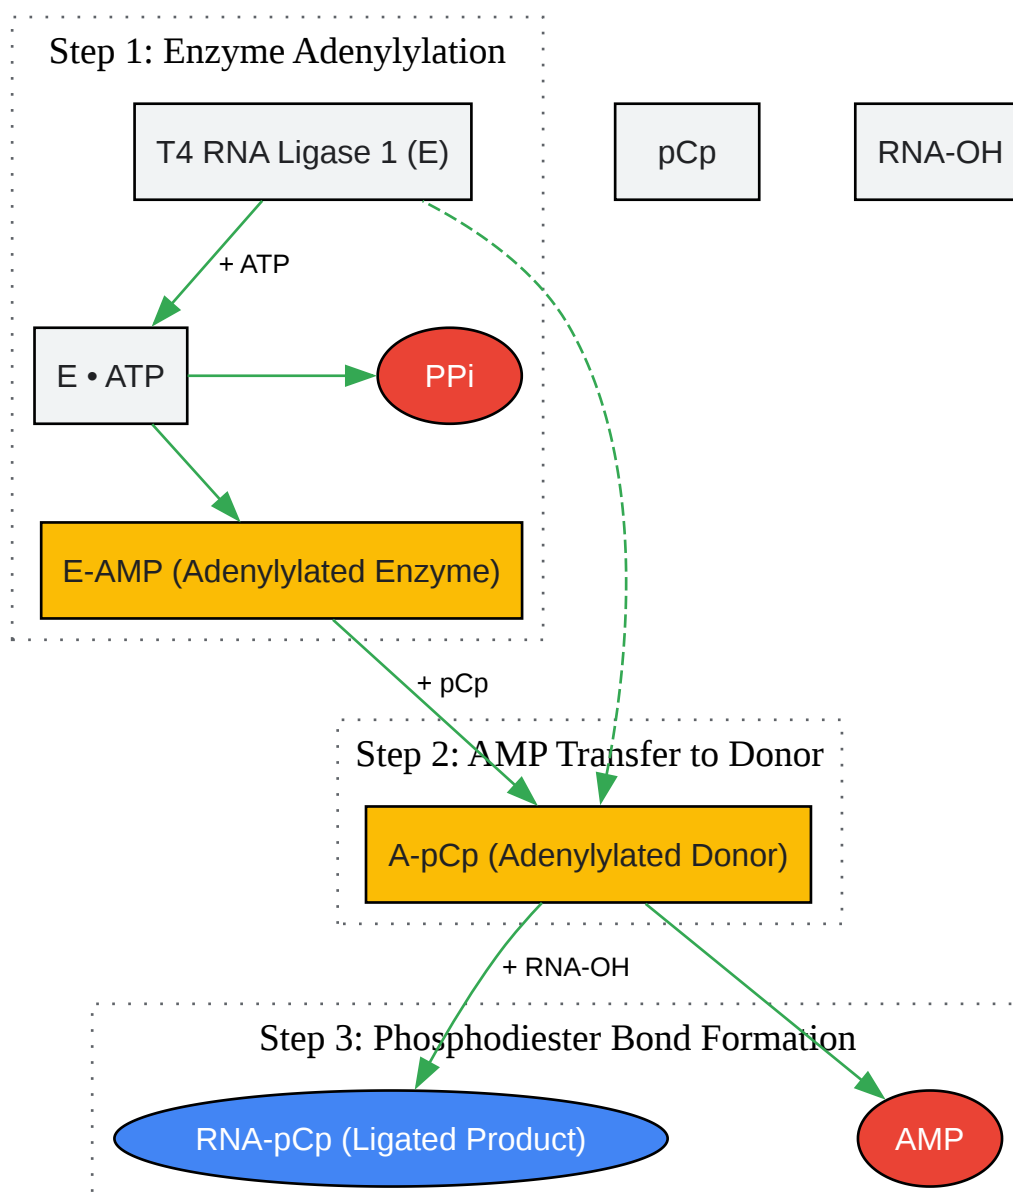 Step 1: Enzyme Adenylylation
T4 RNA Ligase 1 (E)
pCp
RNA-OH
+ ATP
E • ATP
PPi
E-AMP (Adenylylated Enzyme)
+ pCp
Step 2: AMP Transfer to Donor
A-pCp (Adenylylated Donor)
+ RNA-OH
Step 3: Phosphodiester Bond Formation
RNA-pCp (Ligated Product)
AMP